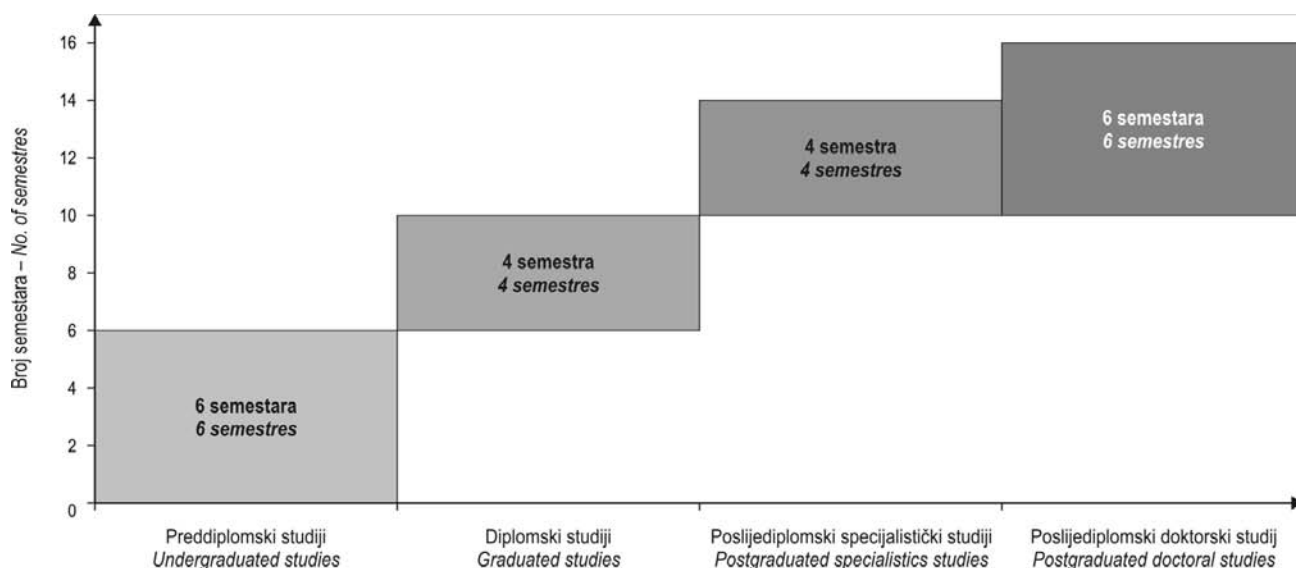 Broj semestara – No. of semestres
16
14
12
10
8
6
4
2
0
6 semestara
6 semestres
4 semestra
4 semestres
4 semestra
4 semestres
6 semestara
6 semestres
Preddiplomski studiji
Undergraduated studies
Diplomski studiji
Graduated studies
Poslijediplomski specijalistički studiji
Postgraduated specialistics studies
Poslijediplomski doktorski studij
Postgraduated doctoral studies